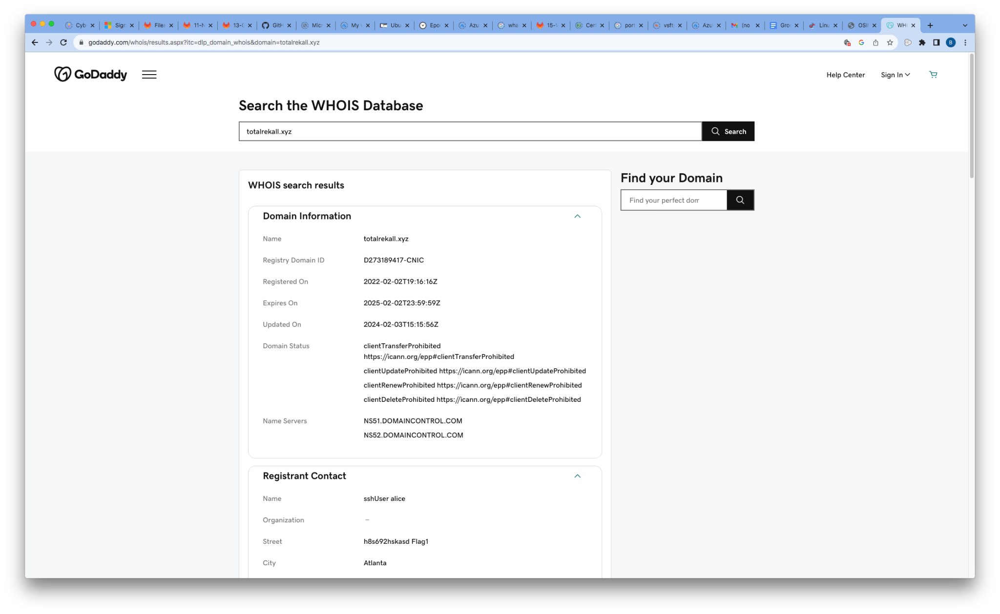 Cyb
Sign
Files
11-N
13-C
GitH
Micr
My
Ubu
Epo
Azu
wha
15-
Cert
port
vsft
Azu
(no
Gro
Linu
OSI
WH
godaddy.com/whois/results.aspx?itc=dlp_domain_whois&domain=totalrekall.xyz
B
GoDaddy
Help Center
Sign In
Search the WHOIS Database
totalrekall.xyz
Search
WHOIS search results
Find your Domain
Find your perfect dom
Domain Information
Name totalrekall.xyz
Registry Domain ID D273189417-CNIC
Registered On 2022-02-02T19:16:16Z
Expires On 2025-02-02T23:59:59Z
Updated On 2024-02-03T15:15:56Z
Domain Status clientTransferProhibited
https://icann.org/epp#clientTransferProhibited
clientUpdateProhibited https://icann.org/epp#clientUpdateProhibited
clientRenewProhibited https://icann.org/epp#clientRenewProhibited
clientDeleteProhibited https://icann.org/epp#clientDeleteProhibited
Name Servers NS51.DOMAINCONTROL.COM
NS52.DOMAINCONTROL.COM
Registrant Contact
Name sshUser alice
Organization –
Street h8s692hskasd Flag1
City Atlanta